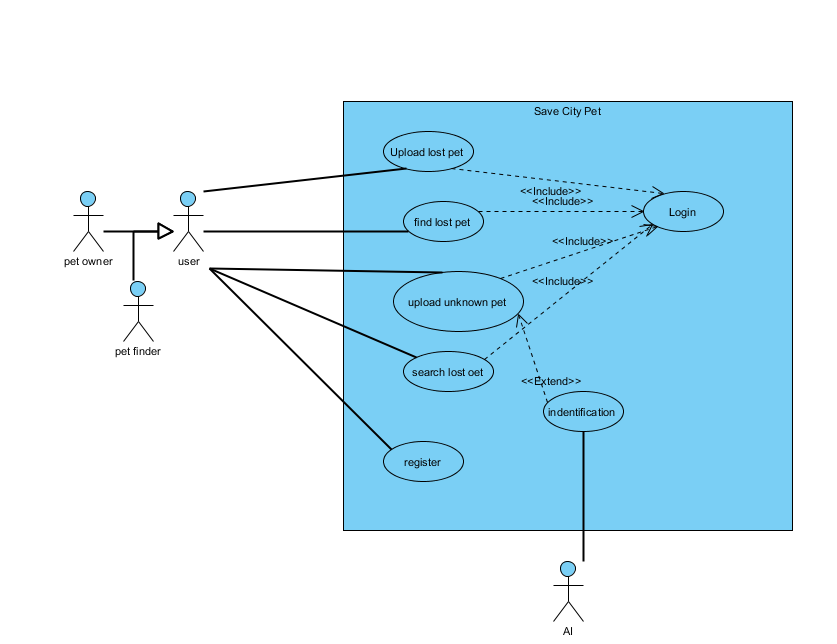 Save City Pet
Upload lost pet
<<Include>>
<<Include>>
Login
find lost pet
<<Include>>
pet owner
user
<<Include>>
upload unknown pet
pet finder
search lost oet
<<Extend>>
indentification
register
AI